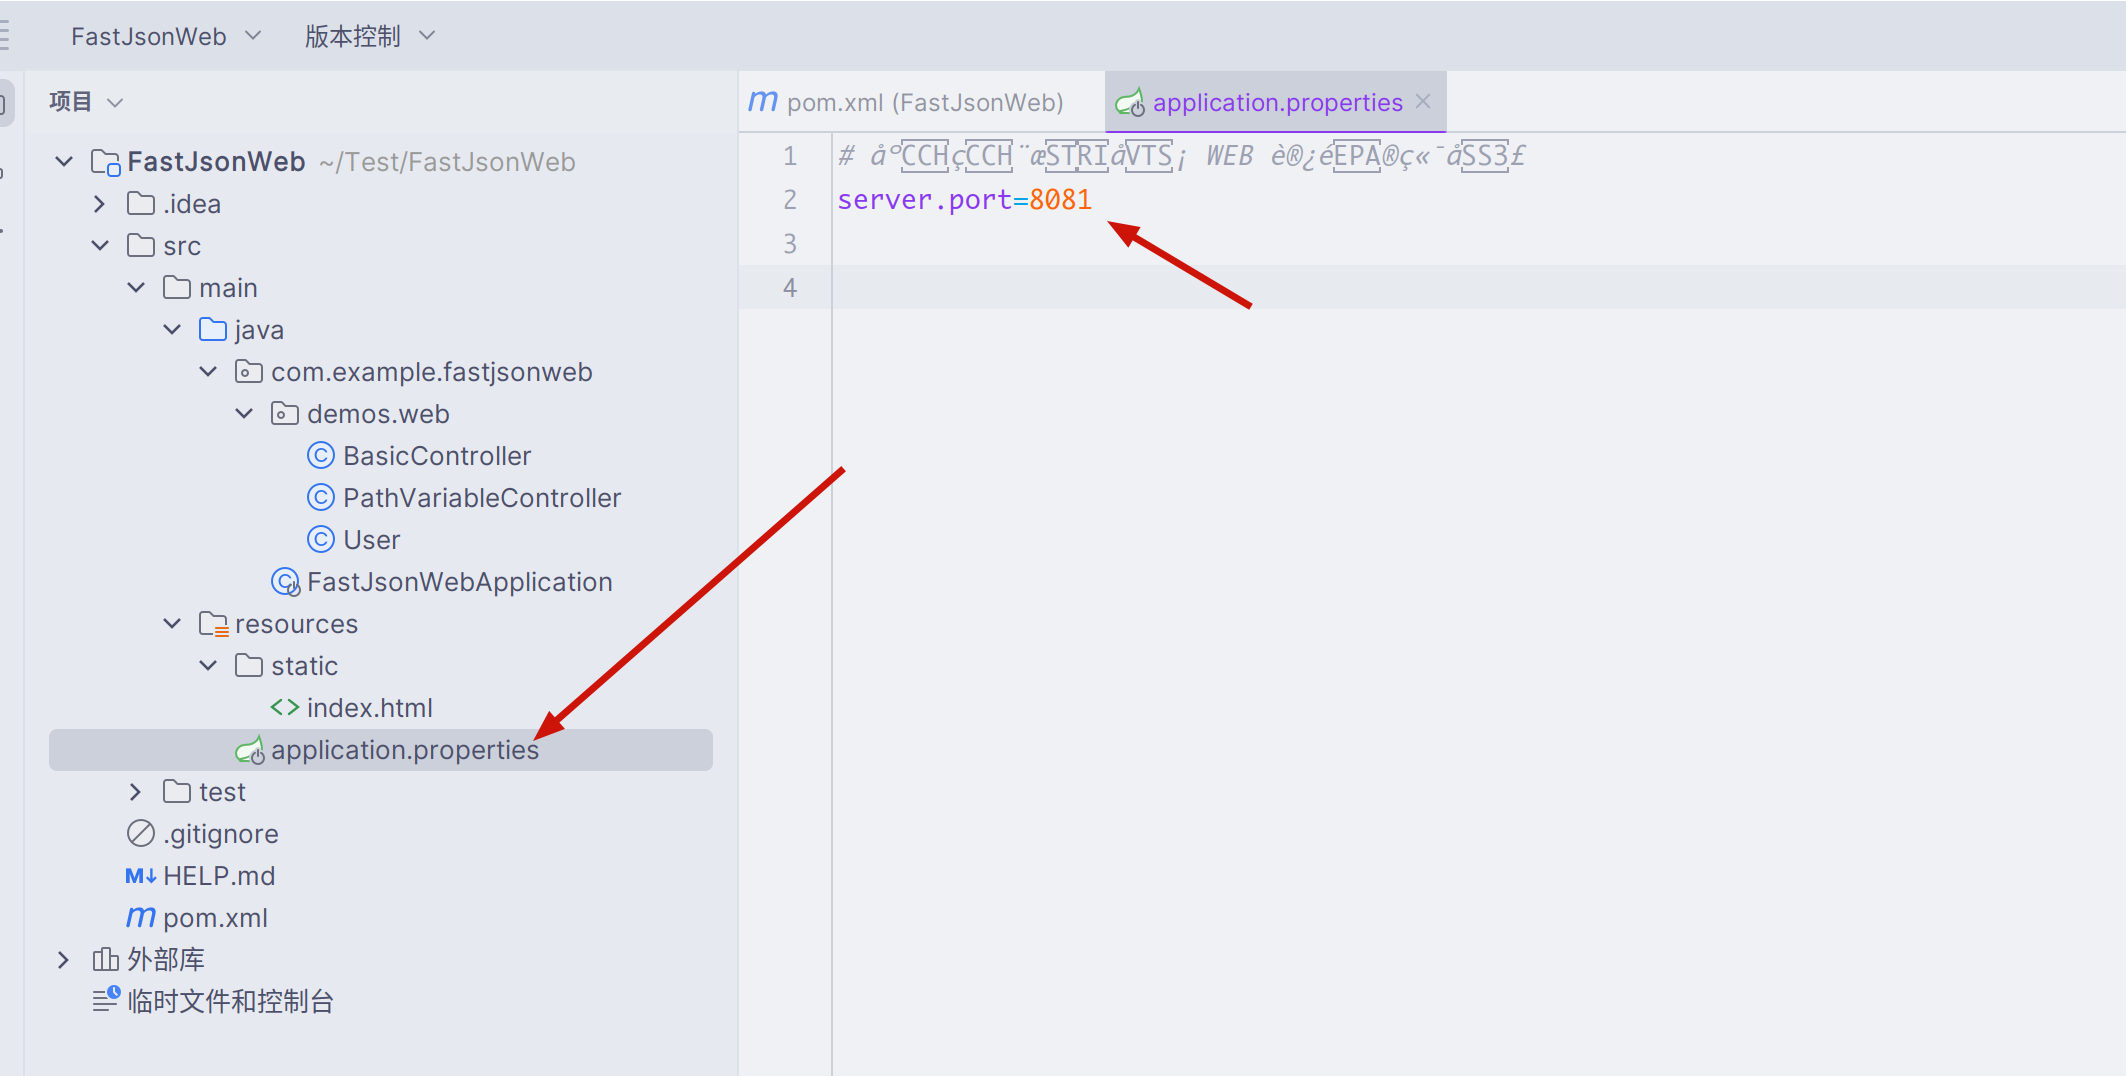 FastJsonWeb 版本控制
项目
pom.xml (FastJsonWeb) application.properties
FastJsonWeb ~/Test/FastJsonWeb
.idea
src
main
java
com.example.fastjsonweb
demos.web
BasicController
PathVariableController
User
FastJsonWebApplication
resources
static
index.html
application.properties
test
.gitignore
HELP.md
pom.xml
外部库
临时文件和控制台
1 # åºCCHçCCH¨æSTRIåVTS¡ WEB è®¿éEPA®ç«¯åSS3£
2 server.port=8081
3
4